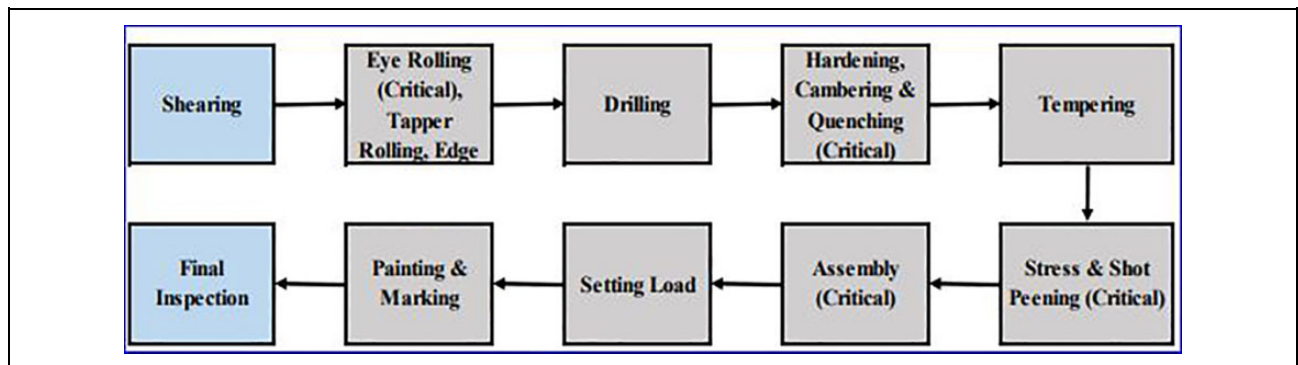 Shearing
Eye Rolling
(Critical),
Tapper
Rolling, Edge
Drilling
Hardening,
Cambering &
Quenching
(Critical)
Tempering
Final
Inspection
Painting &
Marking
Setting Load
Assembly
(Critical)
Stress & Shot
Peening (Critical)